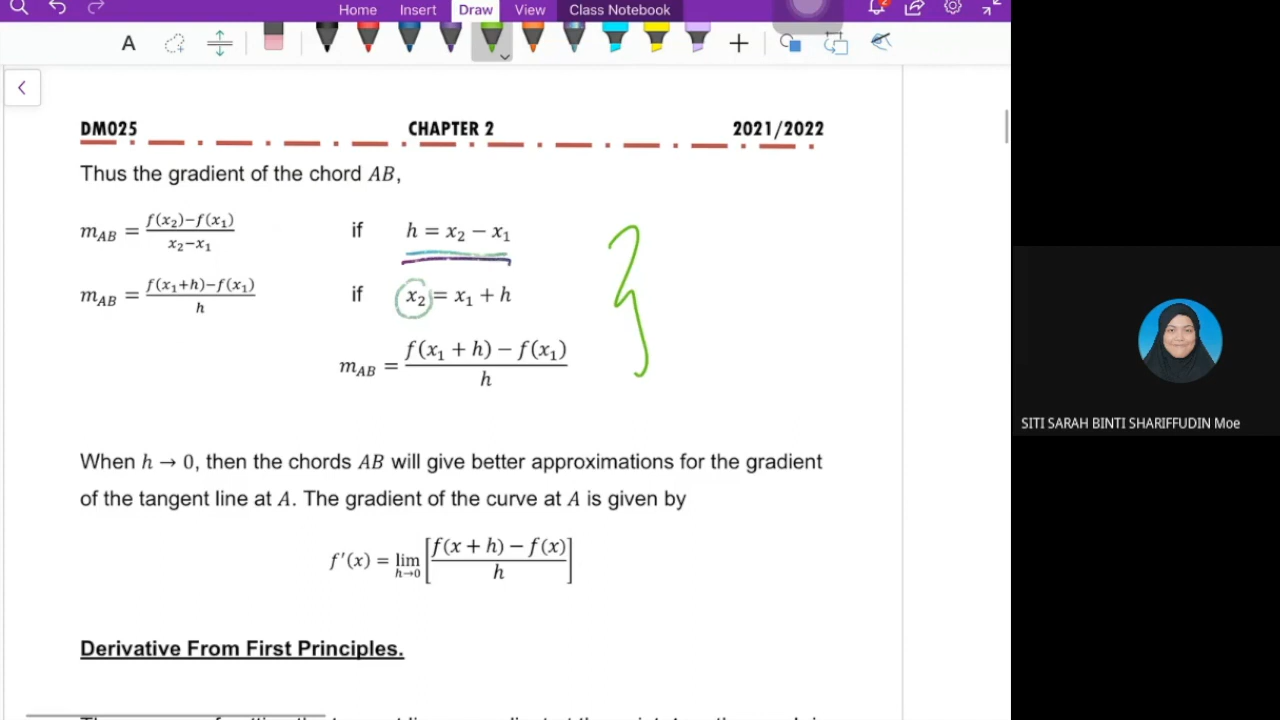 Home Insert Draw View Class Notebook
2
A
DM025 CHAPTER 2 2021/2022
Thus the gradient of the chord AB,
m_AB = f(x₂)−f(x₁) / x₂−x₁ if h = x₂ − x₁
m_AB = f(x₁+h)−f(x₁) / h if x₂ = x₁ + h
m_AB = f(x₁ + h) − f(x₁) / h
When h → 0, then the chords AB will give better approximations for the gradient
of the tangent line at A. The gradient of the curve at A is given by
f′(x) = lim h→0 [f(x + h) − f(x) / h]
SITI SARAH BINTI SHARIFFUDIN Moe
Derivative From First Principles.